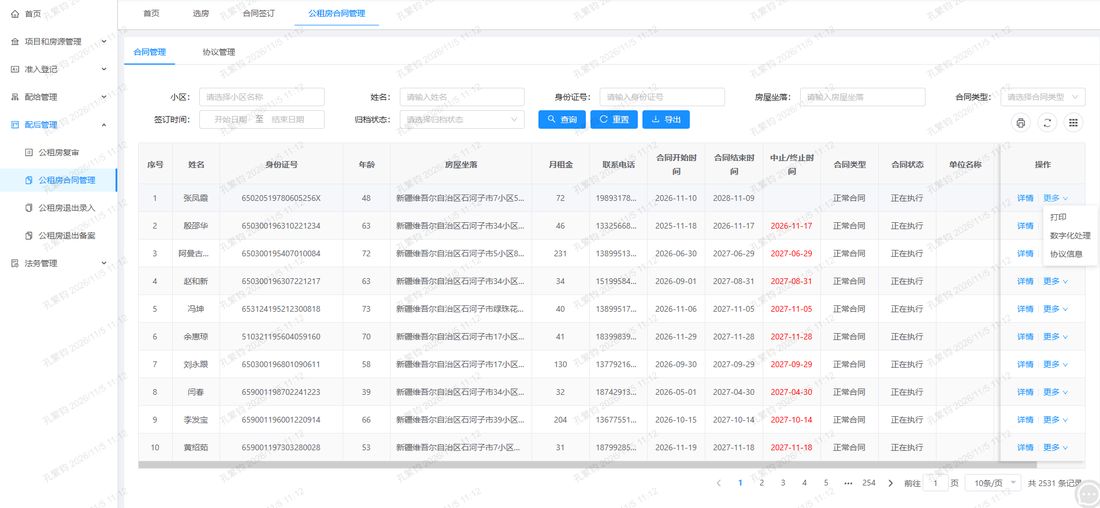 首页
项目和房源管理
准入登记
配给管理
配后管理
公租房复审
公租房合同管理
公租房退出录入
公租房退出备案
法务管理
首页 选房 合同签订 公租房合同管理
合同管理 协议管理
小区： 请选择小区名称 姓名： 请输入姓名 身份证号： 请输入身份证号 房屋坐落： 请输入房屋坐落 合同类型： 请选择合同类型
签订时间： 开始日期 至 结束日期 归档状态： 请选择归档状态 查询 重置 导出
序号 姓名 身份证号 年龄 房屋坐落 月租金 联系电话 合同开始时间 合同结束时间 中止/终止时间 合同类型 合同状态 单位名称 操作
1 张凤霞 65020519780605256X 48 新疆维吾尔自治区石河子市7小区5... 72 19893178... 2026-11-10 2028-11-09 正常合同 正在执行 详情 更多
2 殷邵华 650300196310221234 63 新疆维吾尔自治区石河子市34小区... 46 13325668... 2025-11-18 2026-11-17 2026-11-17 正常合同 正在执行 详情
3 阿曼古... 650300195407010084 72 新疆维吾尔自治区石河子市5小区8... 231 13899513... 2026-06-30 2027-06-29 2027-06-29 正常合同 正在执行 详情
打印
数字化处理
协议信息
4 赵和新 650300196307221217 63 新疆维吾尔自治区石河子市34小区... 34 15199584... 2026-09-01 2027-08-31 2027-08-31 正常合同 正在执行 详情 更多
5 冯坤 653124195212300818 73 新疆维吾尔自治区石河子市绿珠花... 40 13899517... 2026-11-06 2027-11-05 2027-11-05 正常合同 正在执行 详情 更多
6 余惠琼 510321195604059160 70 新疆维吾尔自治区石河子市17小区... 41 18399839... 2026-11-29 2027-11-28 2027-11-28 正常合同 正在执行 详情 更多
7 刘永跟 650300196801090611 58 新疆维吾尔自治区石河子市17小区... 130 13779216... 2026-09-30 2027-09-29 2027-09-29 正常合同 正在执行 详情 更多
8 闫春 659001198702241223 39 新疆维吾尔自治区石河子市34小区... 32 18742913... 2026-05-01 2027-04-30 2027-04-30 正常合同 正在执行 详情 更多
9 李发宝 659001196001220914 66 新疆维吾尔自治区石河子市39小区... 204 13677551... 2026-10-15 2027-10-14 2027-10-14 正常合同 正在执行 详情 更多
10 黄绍茹 659001197303280028 53 新疆维吾尔自治区石河子市7小区... 31 18799285... 2026-11-19 2027-11-18 2027-11-18 正常合同 正在执行 详情 更多
1 2 3 4 5 ••• 254 前往 1 页 10条/页 共 2531 条记录
孔繁钧 2026/11/5 11:12